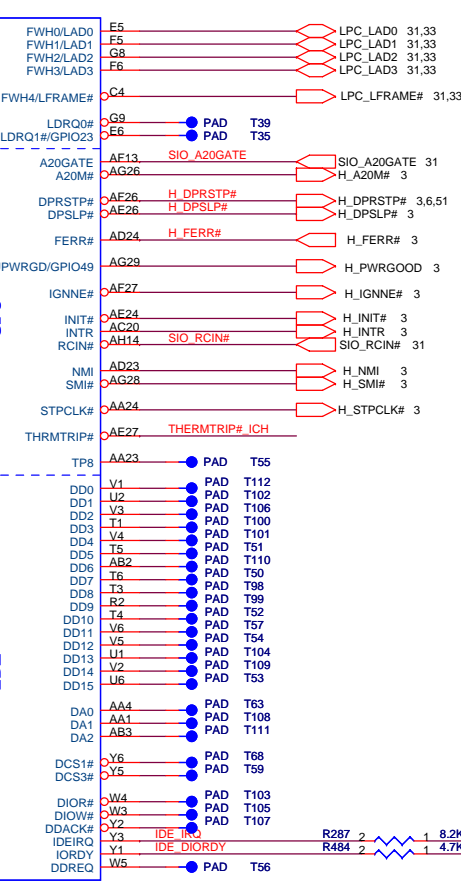 FWH0/LAD0 E5 LPC_LAD0 31,33
FWH1/LAD1 F5 LPC_LAD1 31,33
FWH2/LAD2 G8 LPC_LAD2 31,33
FWH3/LAD3 F6 LPC_LAD3 31,33
FWH4/LFRAME# C4 LPC_LFRAME# 31,33
LDRQ0# G9 PAD T39
LDRQ1#/GPIO23 E6 PAD T35
A20GATE AF13 SIO_A20GATE SIO_A20GATE 31
A20M# AG26 H_A20M# 3
DPRSTP# AF26 H_DPRSTP# H_DPRSTP# 3,6,51
DPSLP# AE26 H_DPSLP# H_DPSLP# 3
FERR# AD24 H_FERR# H_FERR# 3
PWRGD/GPIO49 AG29 H_PWRGOOD 3
IGNNE# AF27 H_IGNNE# 3
INIT# AE24 H_INIT# 3
INTR AC20 H_INTR 3
RCIN# AH14 SIO_RCIN# SIO_RCIN# 31
NMI AD23 H_NMI 3
SMI# AG28 H_SMI# 3
STPCLK# AA24 H_STPCLK# 3
THRMTRIP# AE27 THERMTRIP#_ICH
TP8 AA23 PAD T55
DD0 V1 PAD T112
DD1 U2 PAD T102
DD2 V3 PAD T106
DD3 T1 PAD T100
DD4 V4 PAD T101
DD5 T5 PAD T51
DD6 AB2 PAD T110
DD7 T6 PAD T50
DD8 T3 PAD T98
DD9 R2 PAD T99
DD10 T4 PAD T52
DD11 V6 PAD T57
DD12 V5 PAD T54
DD13 U1 PAD T104
DD14 V2 PAD T109
DD15 U6 PAD T53
DA0 AA4 PAD T63
DA1 AA1 PAD T108
DA2 AB3 PAD T111
DCS1# Y6 PAD T68
DCS3# Y5 PAD T59
DIOR# W4 PAD T103
DIOW# W3 PAD T105
DDACK# Y2 PAD T107
IDEIRQ Y3 IDE_IRQ R287 2 1 8.2K
IORDY Y1 IDE_DIORDY R484 2 1 4.7K
DDREQ W5 PAD T56